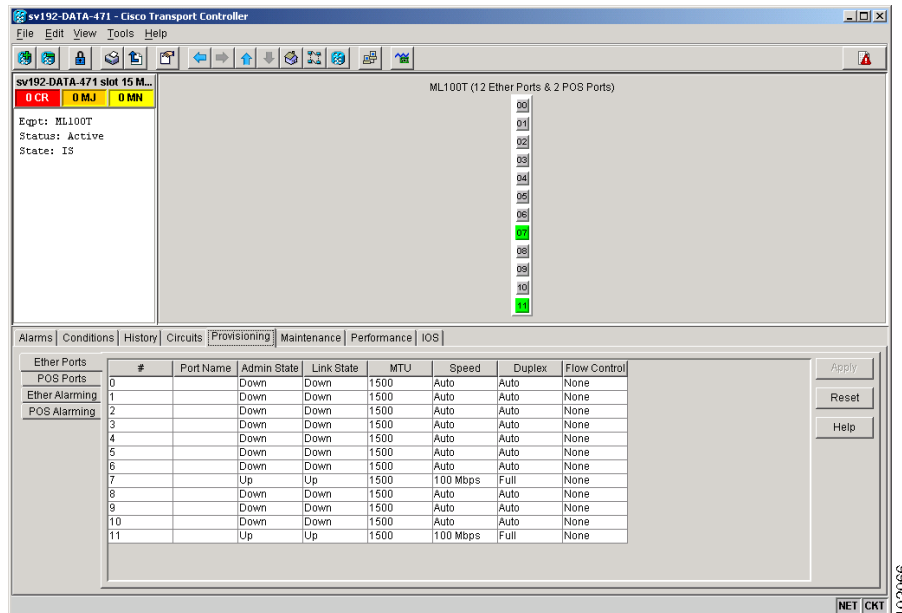 sv192-DATA-471 - Cisco Transport Controller
File Edit View Tools Help
sv192-DATA-471 slot 15 M...
0 CR 0 MJ 0 MN
Eqpt: ML100T
Status: Active
State: IS
ML100T (12 Ether Ports & 2 POS Ports)
00
01
02
03
04
05
06
07
08
09
10
11
Alarms Conditions History Circuits Provisioning Maintenance Performance IOS
Ether Ports
POS Ports
Ether Alarming
POS Alarming
# Port Name Admin State Link State MTU Speed Duplex Flow Control
0 Down Down 1500 Auto Auto None
1 Down Down 1500 Auto Auto None
2 Down Down 1500 Auto Auto None
3 Down Down 1500 Auto Auto None
4 Down Down 1500 Auto Auto None
5 Down Down 1500 Auto Auto None
6 Down Down 1500 Auto Auto None
7 Up Up 1500 100 Mbps Full None
8 Down Down 1500 Auto Auto None
9 Down Down 1500 Auto Auto None
10 Down Down 1500 Auto Auto None
11 Up Up 1500 100 Mbps Full None
Apply
Reset
Help
NET CKT
102066